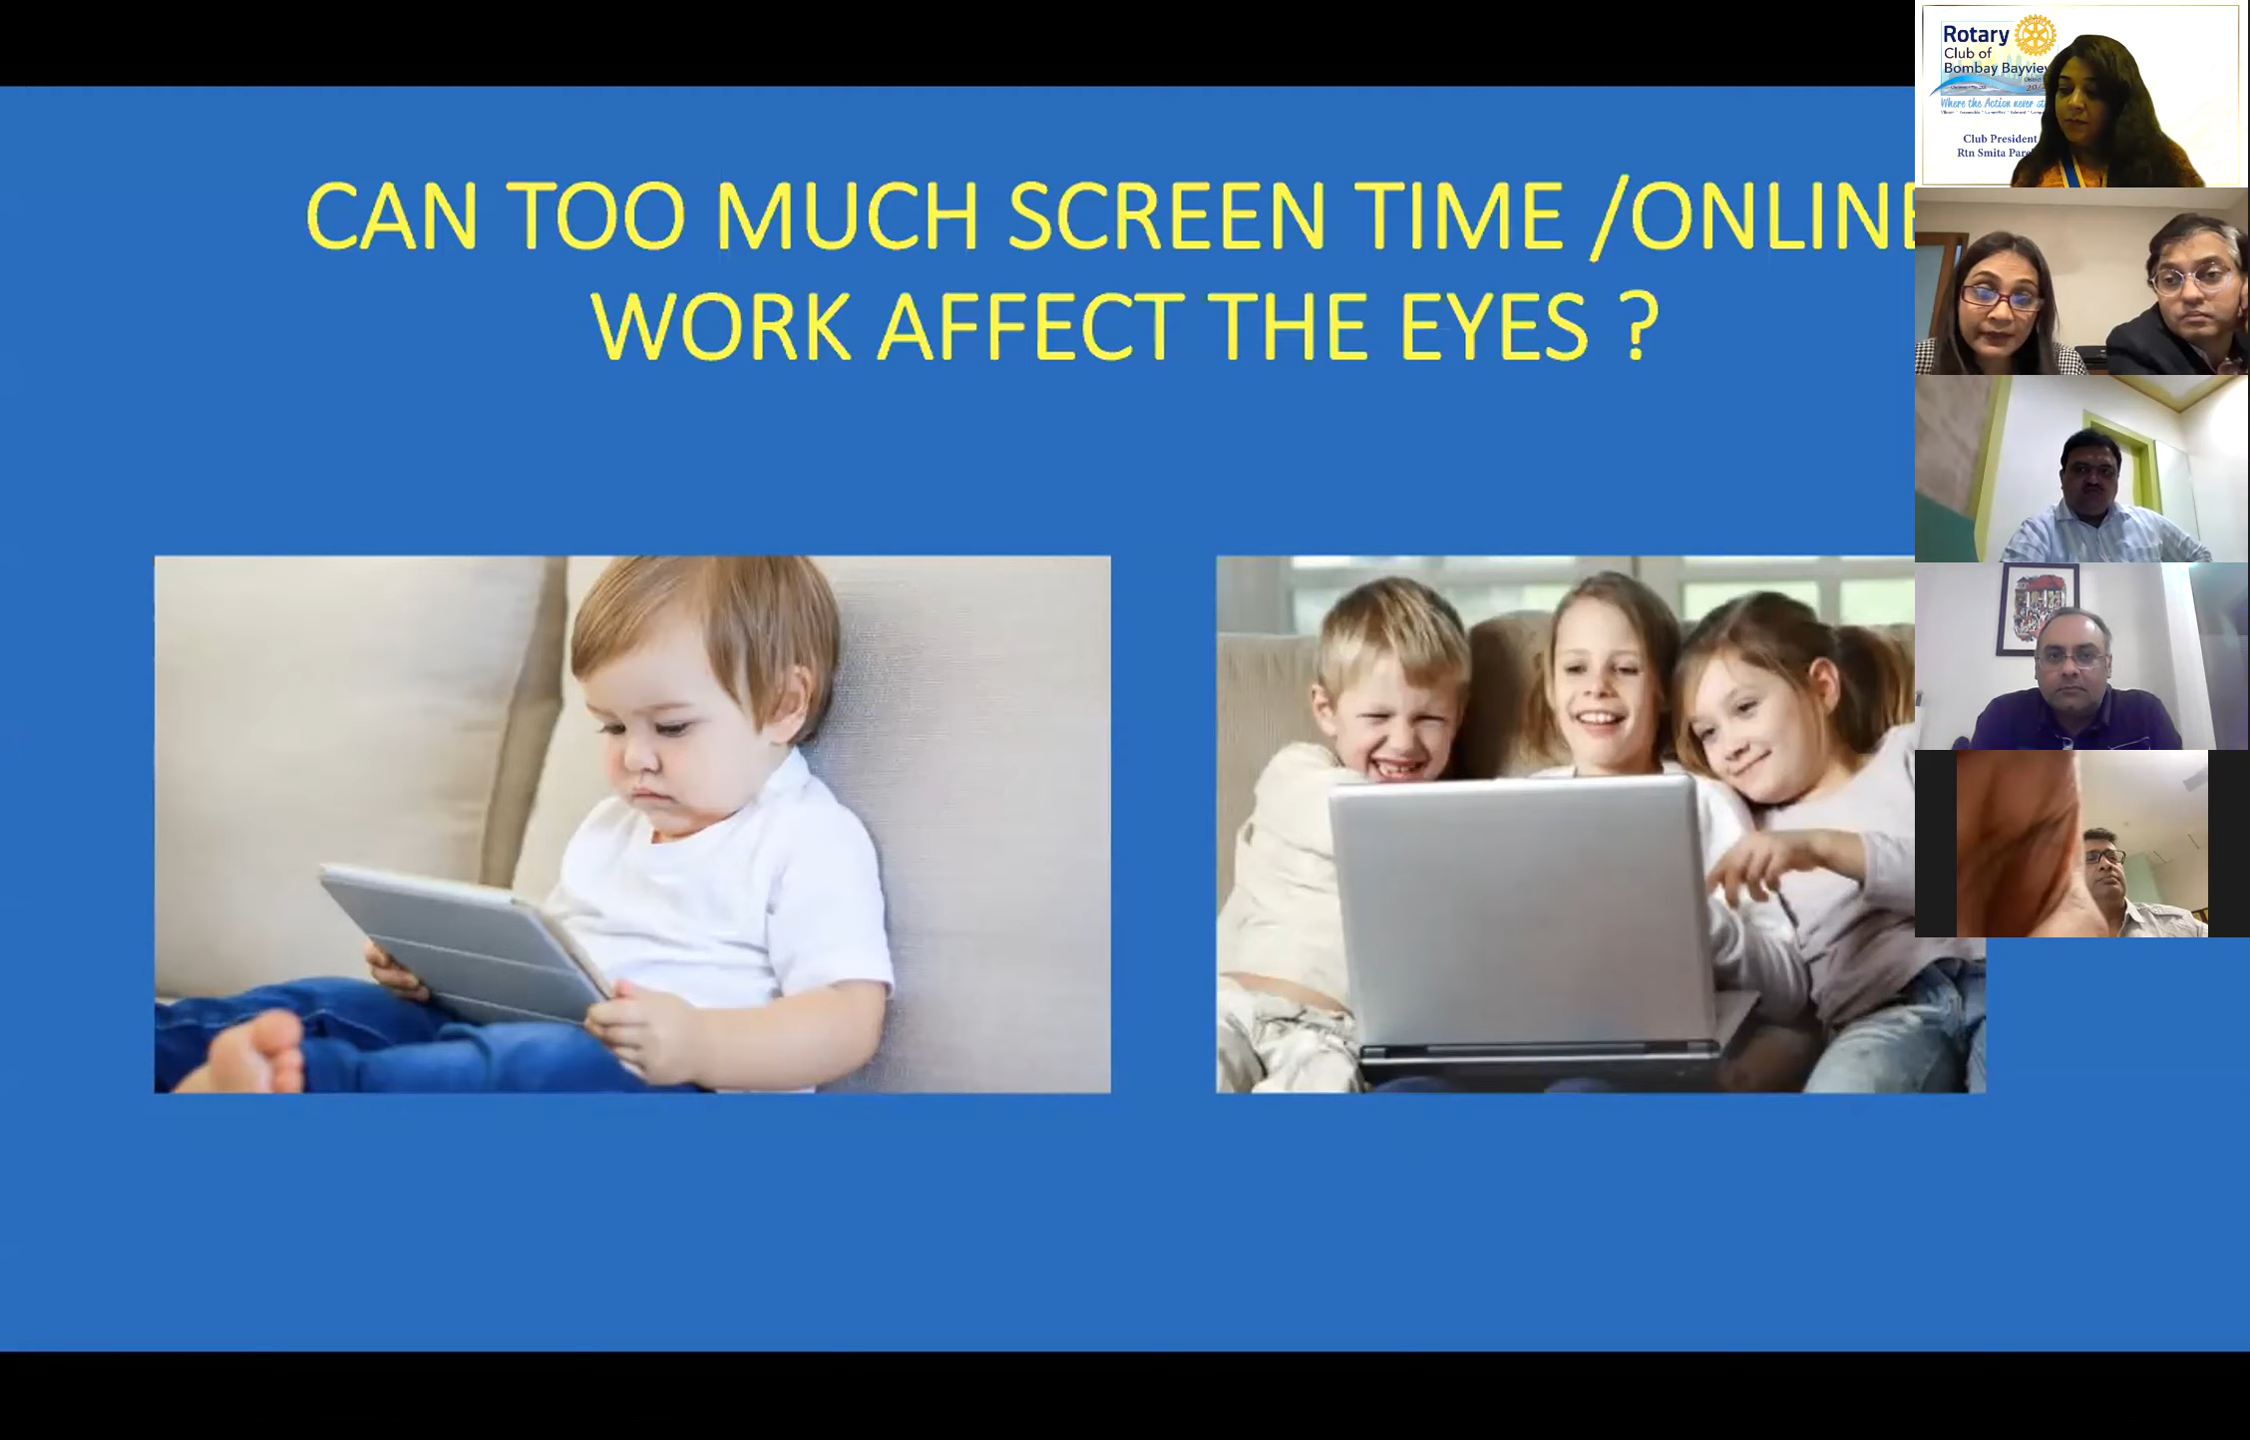 CAN TOO MUCH SCREEN TIME /ONLINE
WORK AFFECT THE EYES ?
Rotary
Club of
Bombay Bayview
Where the Action never
Club President
Rtn Smita